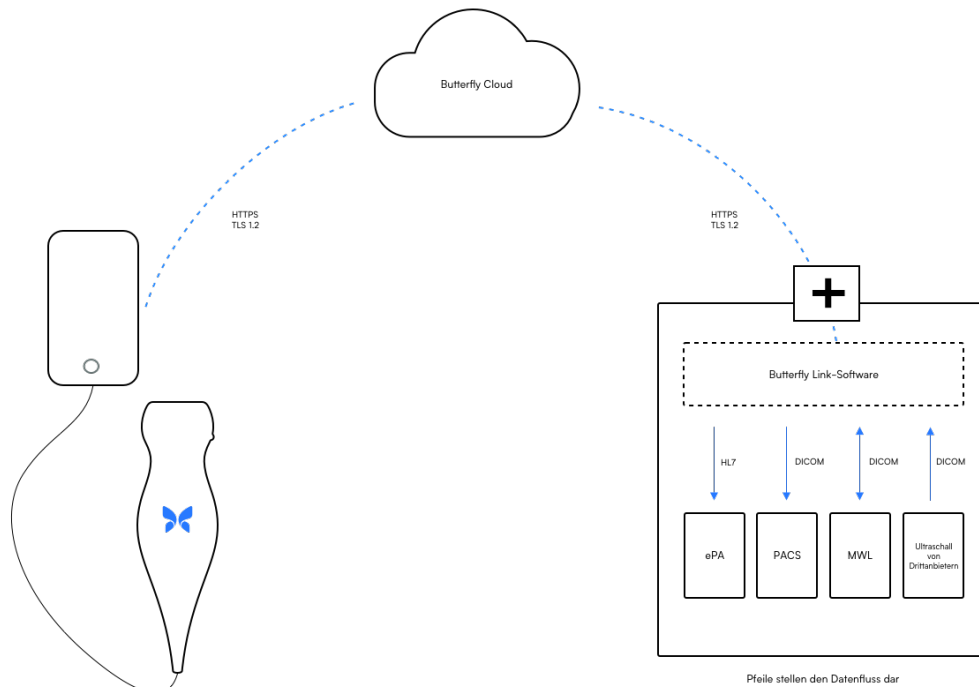 Butterfly Cloud
HTTPS
TLS 1.2
HTTPS
TLS 1.2
Butterfly Link-Software
HL7
DICOM
DICOM
DICOM
ePA
PACS
MWL
Ultraschall
von
Drittanbietern
Pfeile stellen den Datenfluss dar